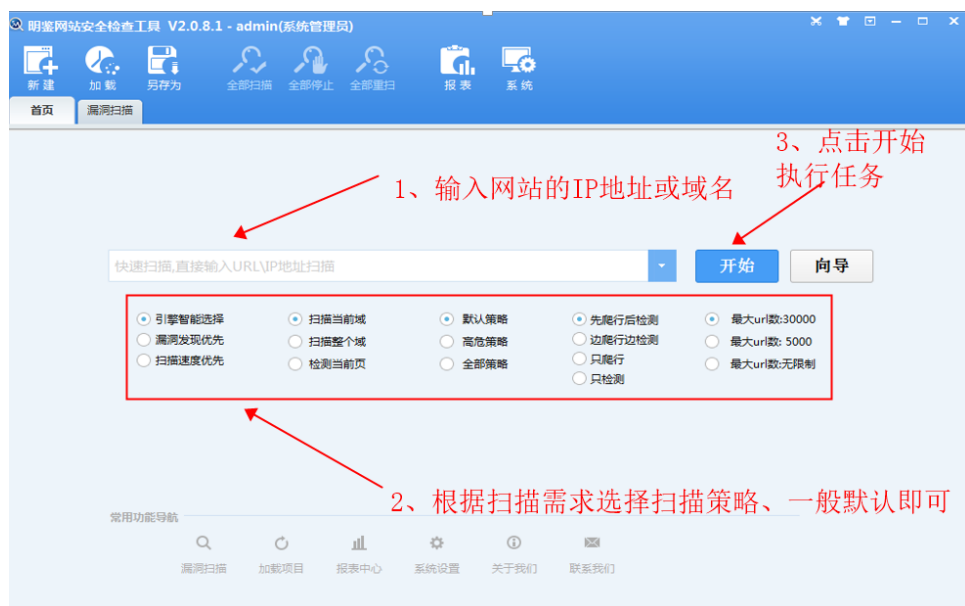 明鉴网站安全检查工具 V2.0.8.1 - admin(系统管理员)
新建 加载 另存为 全部扫描 全部停止 全部重扫 报表 系统
首页 漏洞扫描
3、点击开始
执行任务
1、输入网站的IP地址或域名
快速扫描,直接输入URL\IP地址扫描 开始 向导
引擎智能选择 扫描当前域 默认策略 先爬行后检测 最大url数:30000
漏洞发现优先 扫描整个域 高危策略 边爬行边检测 最大url数: 5000
扫描速度优先 检测当前页 全部策略 只爬行 最大url数:无限制
只检测
2、根据扫描需求选择扫描策略、一般默认即可
常用功能导航
漏洞扫描 加载项目 报表中心 系统设置 关于我们 联系我们